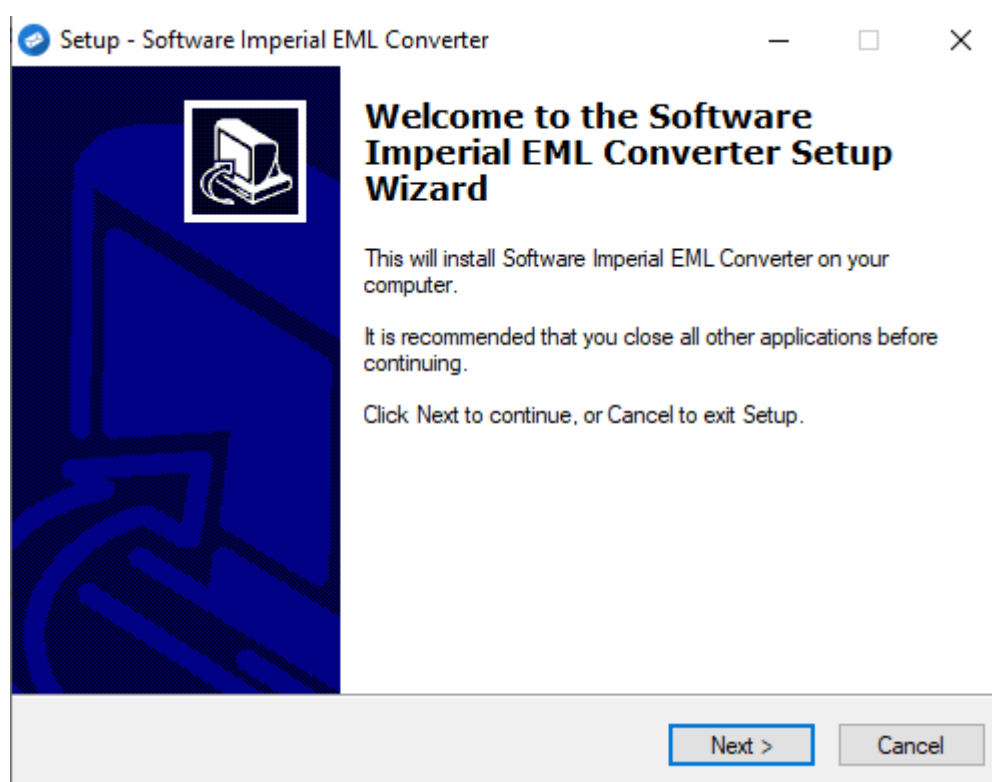 Setup - Software Imperial EML Converter
Welcome to the Software
Imperial EML Converter Setup
Wizard
This will install Software Imperial EML Converter on your
computer.
It is recommended that you close all other applications before
continuing.
Click Next to continue, or Cancel to exit Setup.
Next >
Cancel